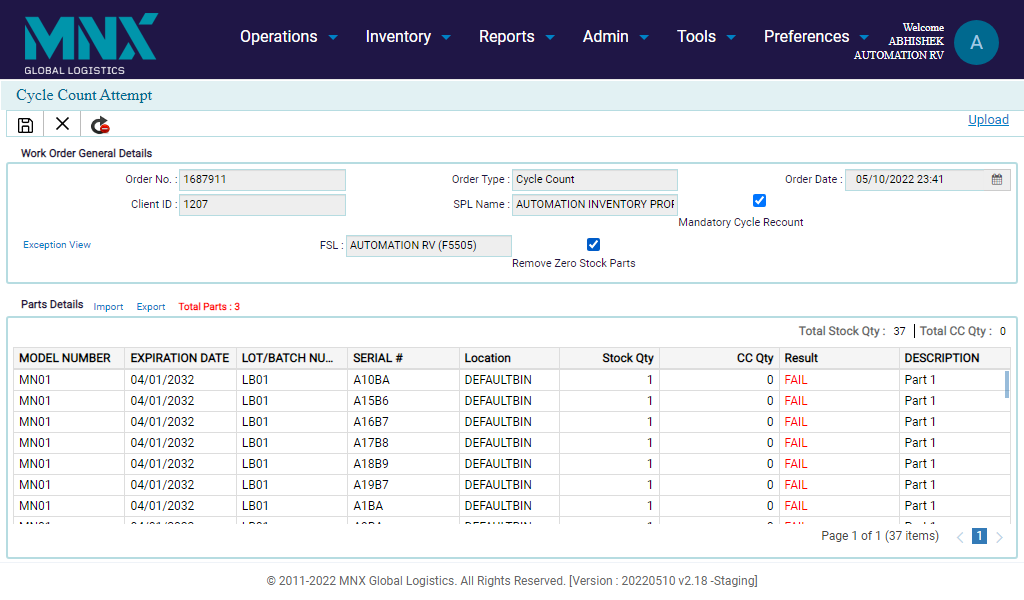 MNX
GLOBAL LOGISTICS
Operations Inventory Reports Admin Tools Preferences
Welcome
ABHISHEK
AUTOMATION RV
A
Cycle Count Attempt
Upload
Work Order General Details
Order No. : 1687911 Order Type : Cycle Count Order Date : 05/10/2022 23:41
Client ID : 1207 SPL Name : AUTOMATION INVENTORY PROF
Mandatory Cycle Recount
Exception View FSL : AUTOMATION RV (F5505)
Remove Zero Stock Parts
Parts Details Import Export Total Parts : 3
Total Stock Qty : 37 Total CC Qty : 0
MODEL NUMBER EXPIRATION DATE LOT/BATCH NU... SERIAL # Location Stock Qty CC Qty Result DESCRIPTION
MN01 04/01/2032 LB01 A10BA DEFAULTBIN 1 0 FAIL Part 1
MN01 04/01/2032 LB01 A15B6 DEFAULTBIN 1 0 FAIL Part 1
MN01 04/01/2032 LB01 A16B7 DEFAULTBIN 1 0 FAIL Part 1
MN01 04/01/2032 LB01 A17B8 DEFAULTBIN 1 0 FAIL Part 1
MN01 04/01/2032 LB01 A18B9 DEFAULTBIN 1 0 FAIL Part 1
MN01 04/01/2032 LB01 A19B7 DEFAULTBIN 1 0 FAIL Part 1
MN01 04/01/2032 LB01 A1BA DEFAULTBIN 1 0 FAIL Part 1
Page 1 of 1 (37 items) 1
© 2011-2022 MNX Global Logistics. All Rights Reserved. [Version : 20220510 v2.18 -Staging]